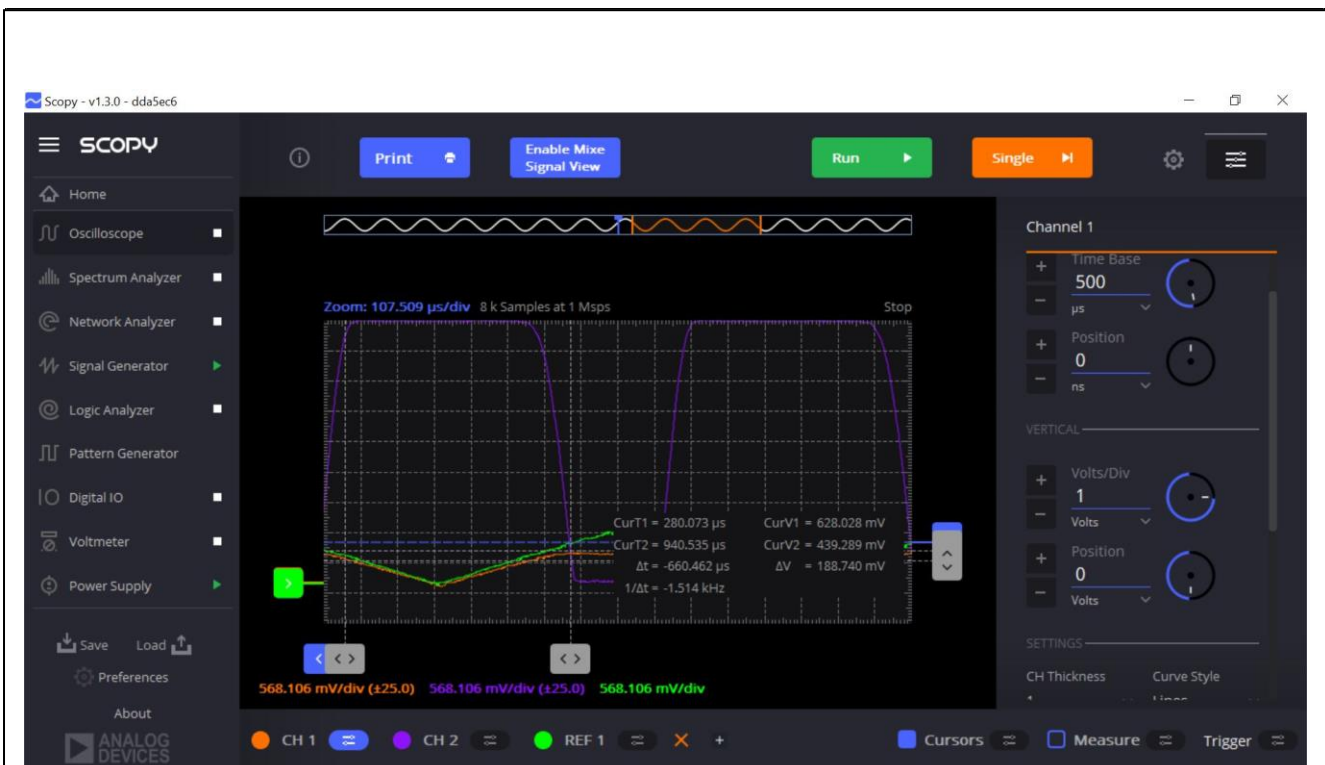 Scopy - v1.3.0 - dda5ec6
SCOPY
Print
Enable Mixe
Signal View
Run
Single
Home
Oscilloscope
Spectrum Analyzer
Network Analyzer
Signal Generator
Logic Analyzer
Pattern Generator
Digital IO
Voltmeter
Power Supply
Save Load
Preferences
About
ANALOG
DEVICES
Zoom: 107.509 µs/div 8 k Samples at 1 Msps Stop
CurT1 = 280.073 µs CurV1 = 628.028 mV
CurT2 = 940.535 µs CurV2 = 439.289 mV
Δt = -660.462 µs ΔV = 188.740 mV
1/Δt = -1.514 kHz
568.106 mV/div (±25.0) 568.106 mV/div (±25.0) 568.106 mV/div
Channel 1
Time Base
500
µs
Position
0
ns
VERTICAL
Volts/Div
1
Volts
Position
0
Volts
SETTINGS
CH Thickness Curve Style
1 Lines
CH 1 CH 2 REF 1 + Cursors Measure Trigger